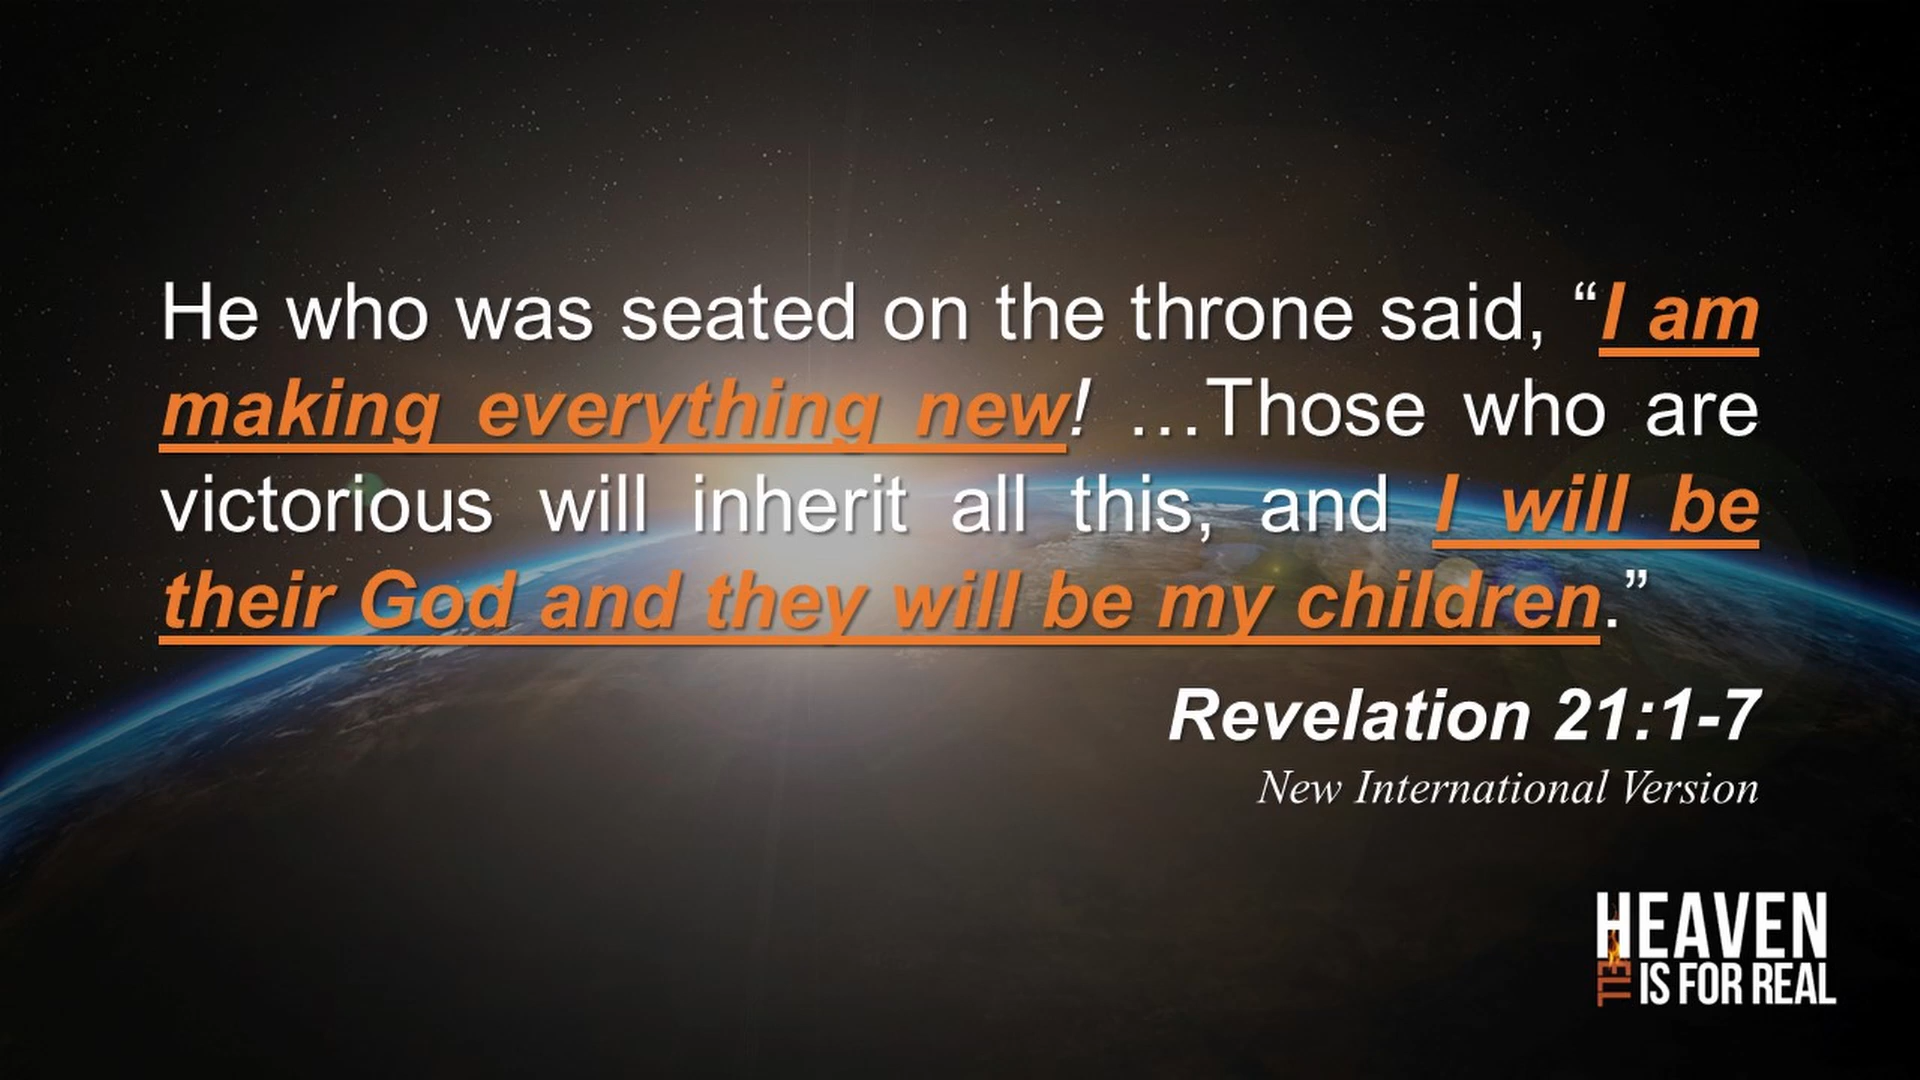 He who was seated on the throne said, “I am
making everything new! …Those who are
victorious will inherit all this, and I will be
their God and they will be my children.”
Revelation 21:1-7
New International Version
HEAVEN
ELL
IS FOR REAL